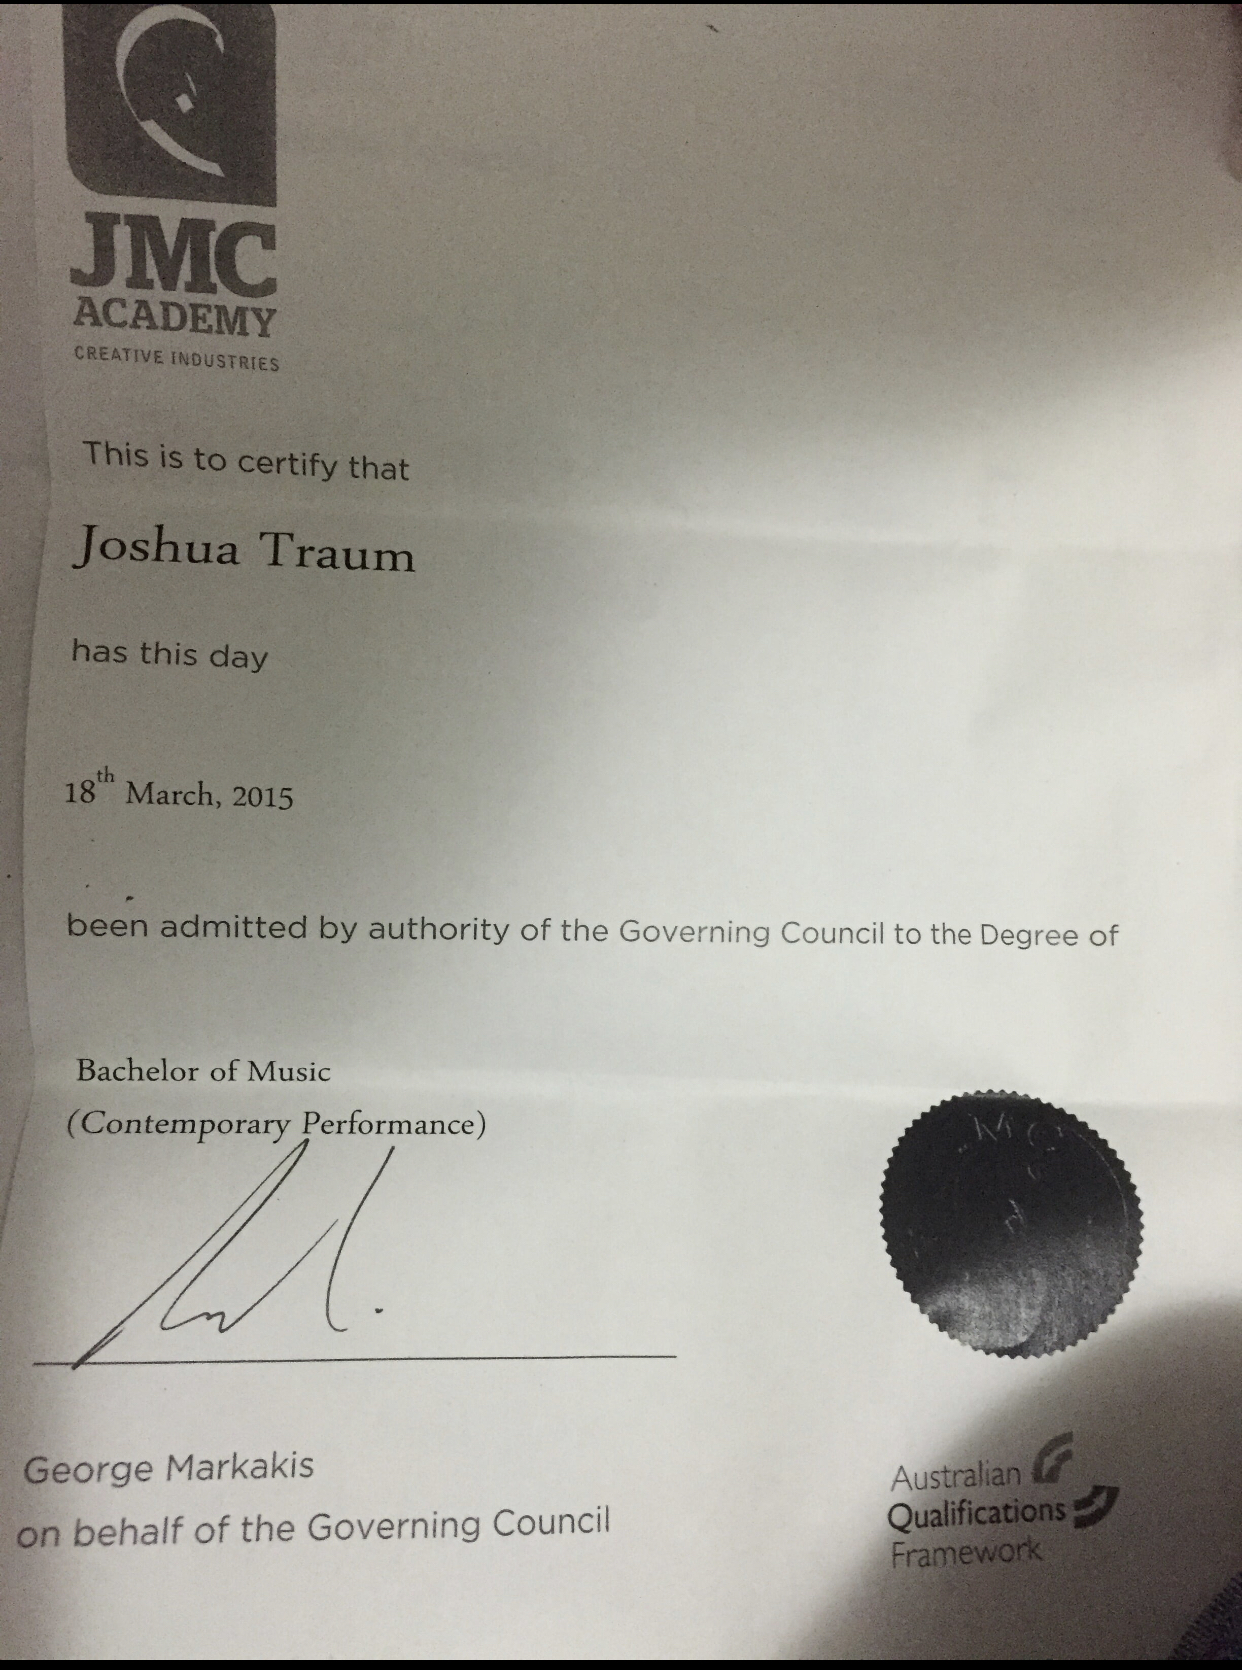 JMC
ACADEMY
CREATIVE INDUSTRIES
This is to certify that
Joshua Traum
has this day
18th March, 2015
been admitted by authority of the Governing Council to the Degree of
Bachelor of Music
(Contemporary Performance)
George Markakis
on behalf of the Governing Council
Australian
Qualifications
Framework